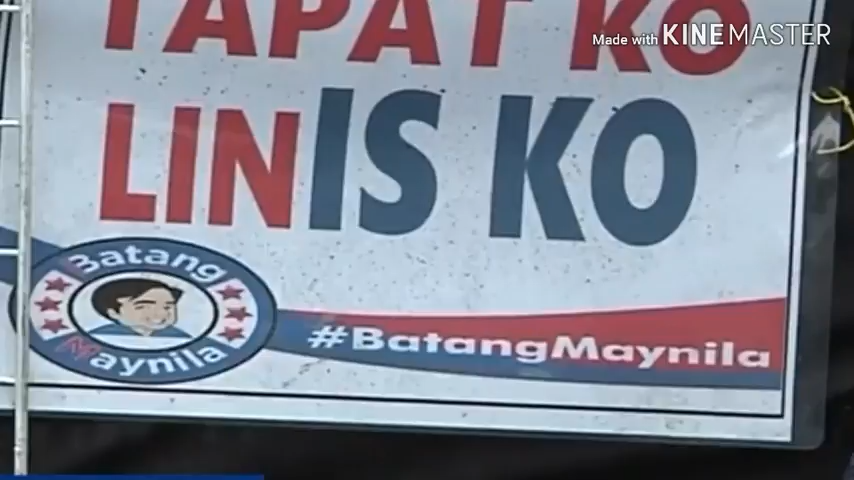 Made with KINEMASTER
TAPAT KO
LINIS KO
Batang
Maynila
#BatangMaynila